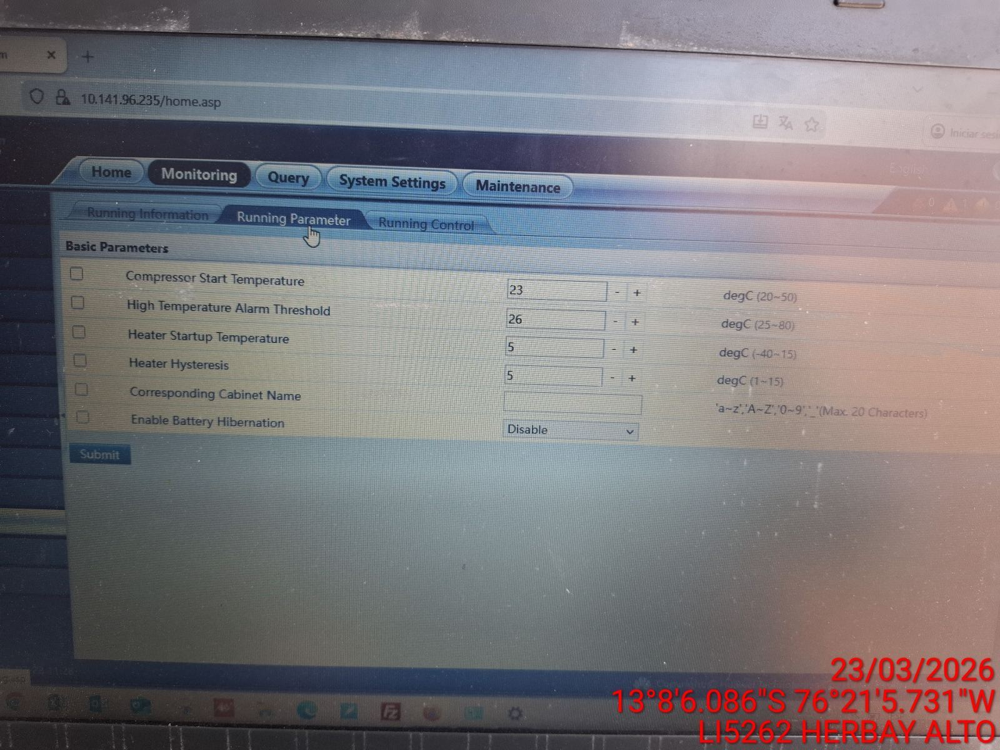 10.141.96.235/home.asp
Iniciar sesi
English
Home Monitoring Query System Settings Maintenance
0 1
Running Information Running Parameter Running Control
Basic Parameters
Compressor Start Temperature 23 - + degC (20~50)
High Temperature Alarm Threshold 26 - + degC (25~80)
Heater Startup Temperature 5 - + degC (-40~15)
Heater Hysteresis 5 - + degC (1~15)
Corresponding Cabinet Name 'a~z','A~Z','0~9','_'(Max. 20 Characters)
Enable Battery Hibernation Disable
Submit
23/03/2026
13°8'6.086"S 76°21'5.731"W
LI5262 HERBAY ALTO